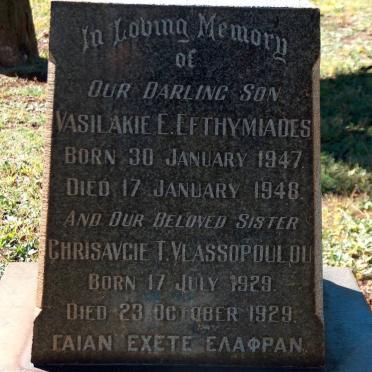 In Loving Memory
of
OUR DARLING SON
VASILAKIE E. EFTHYMIADES
BORN 30 JANUARY 1947
DIED 17 JANUARY 1948.
AND OUR BELOVED SISTER
CHRISAVGIE T. VLASSOPOULOU
BORN 17 JULY 1929.
DIED 23 OCTOBER 1929.
ΓΑΙΑΝ ΕΧΕΤΕ ΕΛΑΦΡΑΝ.